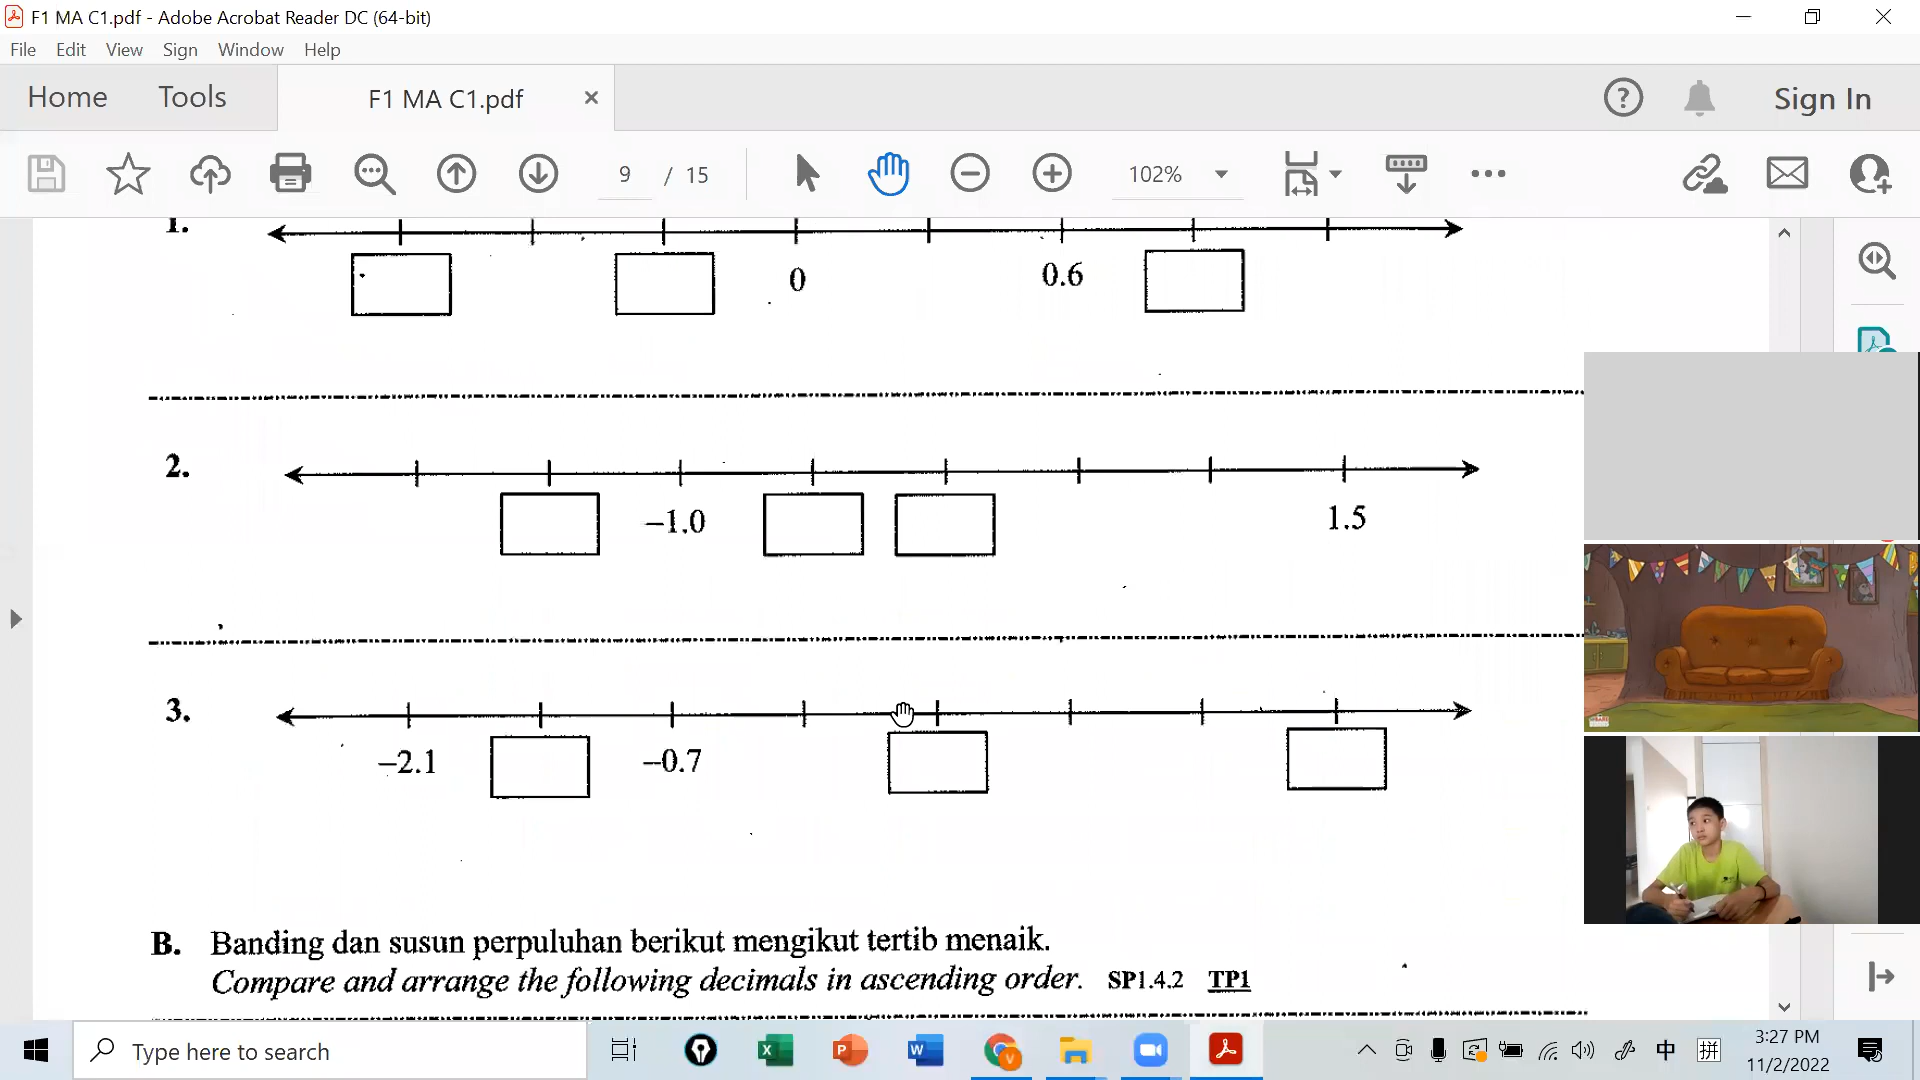 F1 MA C1.pdf - Adobe Acrobat Reader DC (64-bit)
File Edit View Sign Window Help
Home Tools F1 MA C1.pdf × Sign In
9 / 15 102%
1.
0 0.6
2.
–1.0 1.5
3.
–2.1 –0.7
B. Banding dan susun perpuluhan berikut mengikut tertib menaik.
Compare and arrange the following decimals in ascending order. SP1.4.2 TP1
Type here to search
中 拼
3:27 PM
11/2/2022